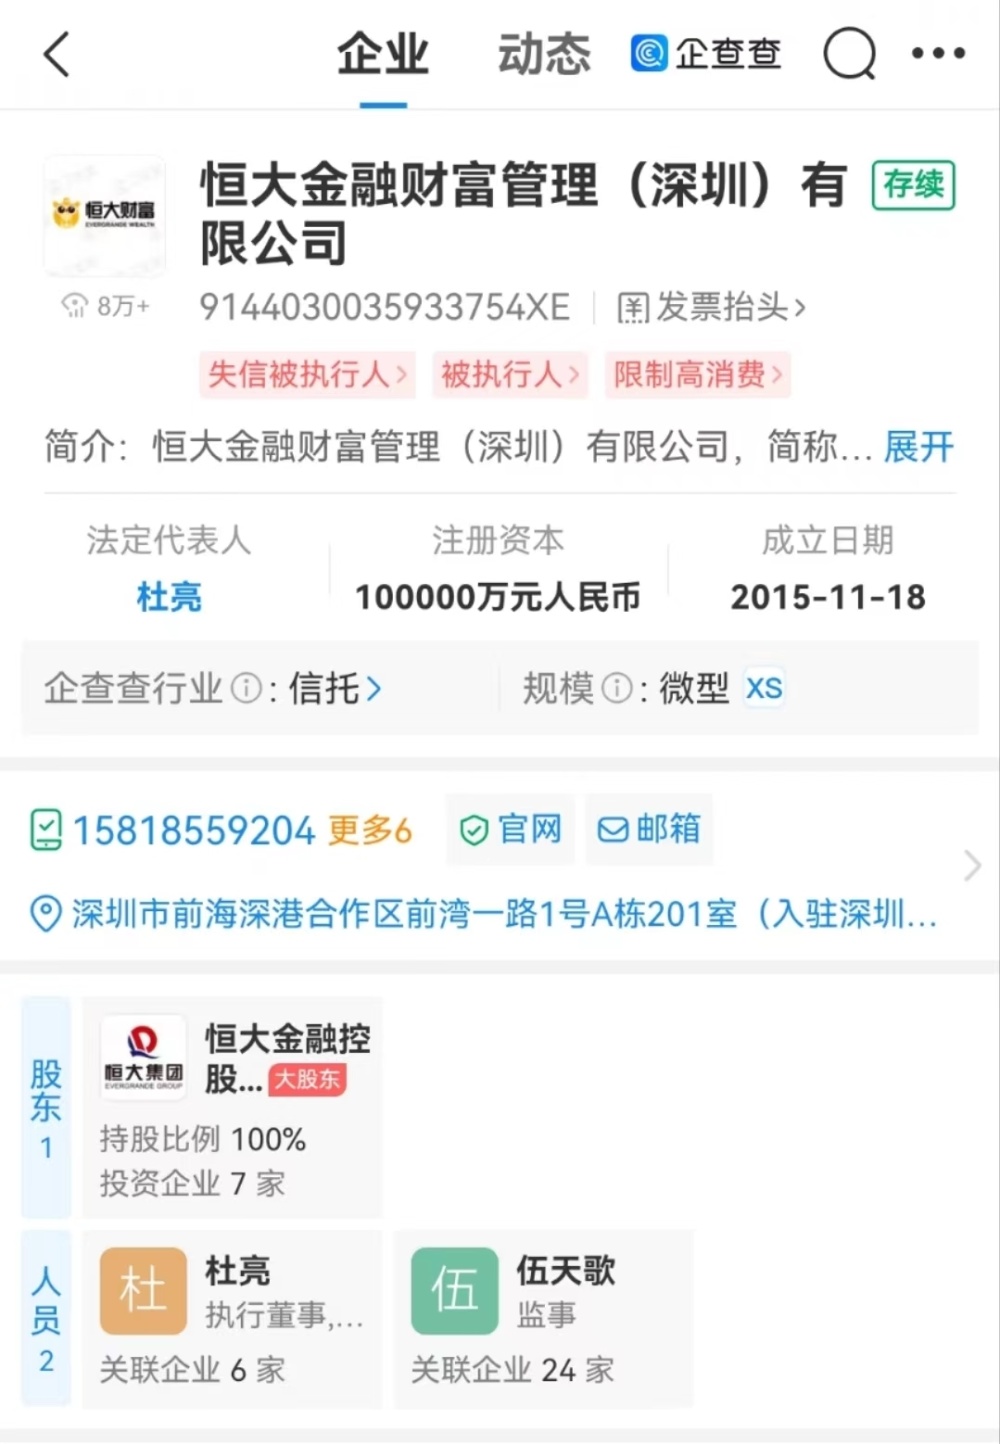 企业 动态 企查查
恒大财富
EVERGRANDE WEALTH
恒大金融财富管理（深圳）有 存续
限公司
8万+ 9144030035933754XE 发票抬头
失信被执行人 被执行人 限制高消费
简介：恒大金融财富管理（深圳）有限公司，简称... 展开
法定代表人 注册资本 成立日期
杜亮 100000万元人民币 2015-11-18
企查查行业：信托 规模：微型 XS
15818559204 更多6 官网 邮箱
深圳市前海深港合作区前湾一路1号A栋201室（入驻深圳...
股东
1
恒大集团
EVERGRANDE GROUP
恒大金融控
股... 大股东
持股比例 100%
投资企业 7 家
人员
2
杜 杜亮
执行董事,...
关联企业 6 家
伍 伍天歌
监事
关联企业 24 家